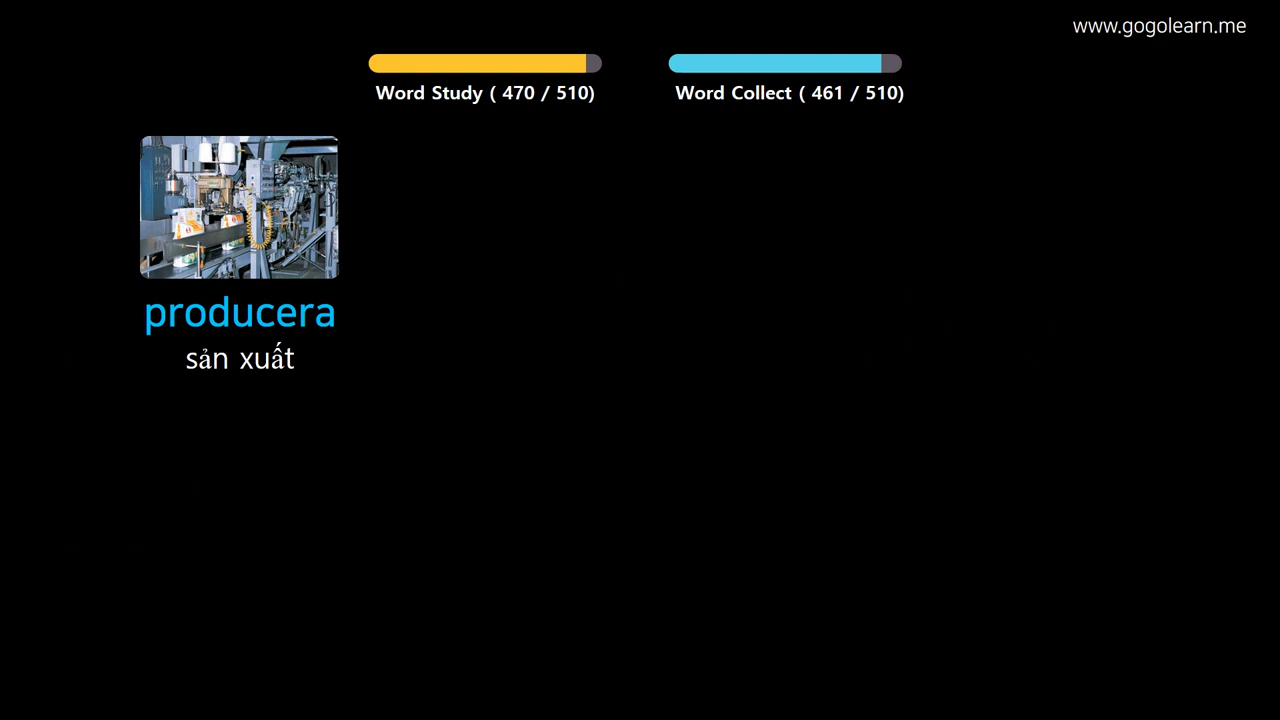 www.gogolearn.me
Word Study ( 470 / 510)
Word Collect ( 461 / 510)
producera
sản xuất